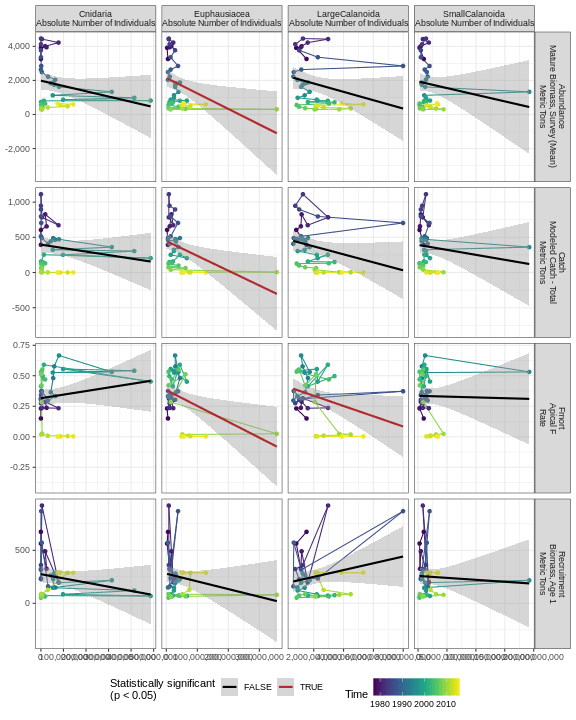 Cnidaria
Absolute Number of Individuals
Euphausiacea
Absolute Number of Individuals
LargeCalanoida
Absolute Number of Individuals
SmallCalanoida
Absolute Number of Individuals
4,000
2,000
0
-2,000
Abundance
Mature Biomass, Survey (Mean)
Metric Tons
1,000
500
0
-500
Catch
Modeled Catch - Total
Metric Tons
0.75
0.50
0.25
0.00
-0.25
Fmort
Apical F
Rate
500
0
Recruitment
Biomass, Age 1
Metric Tons
Statistically significant
(p < 0.05)
FALSE
TRUE
Time
1980 1990 2000 2010